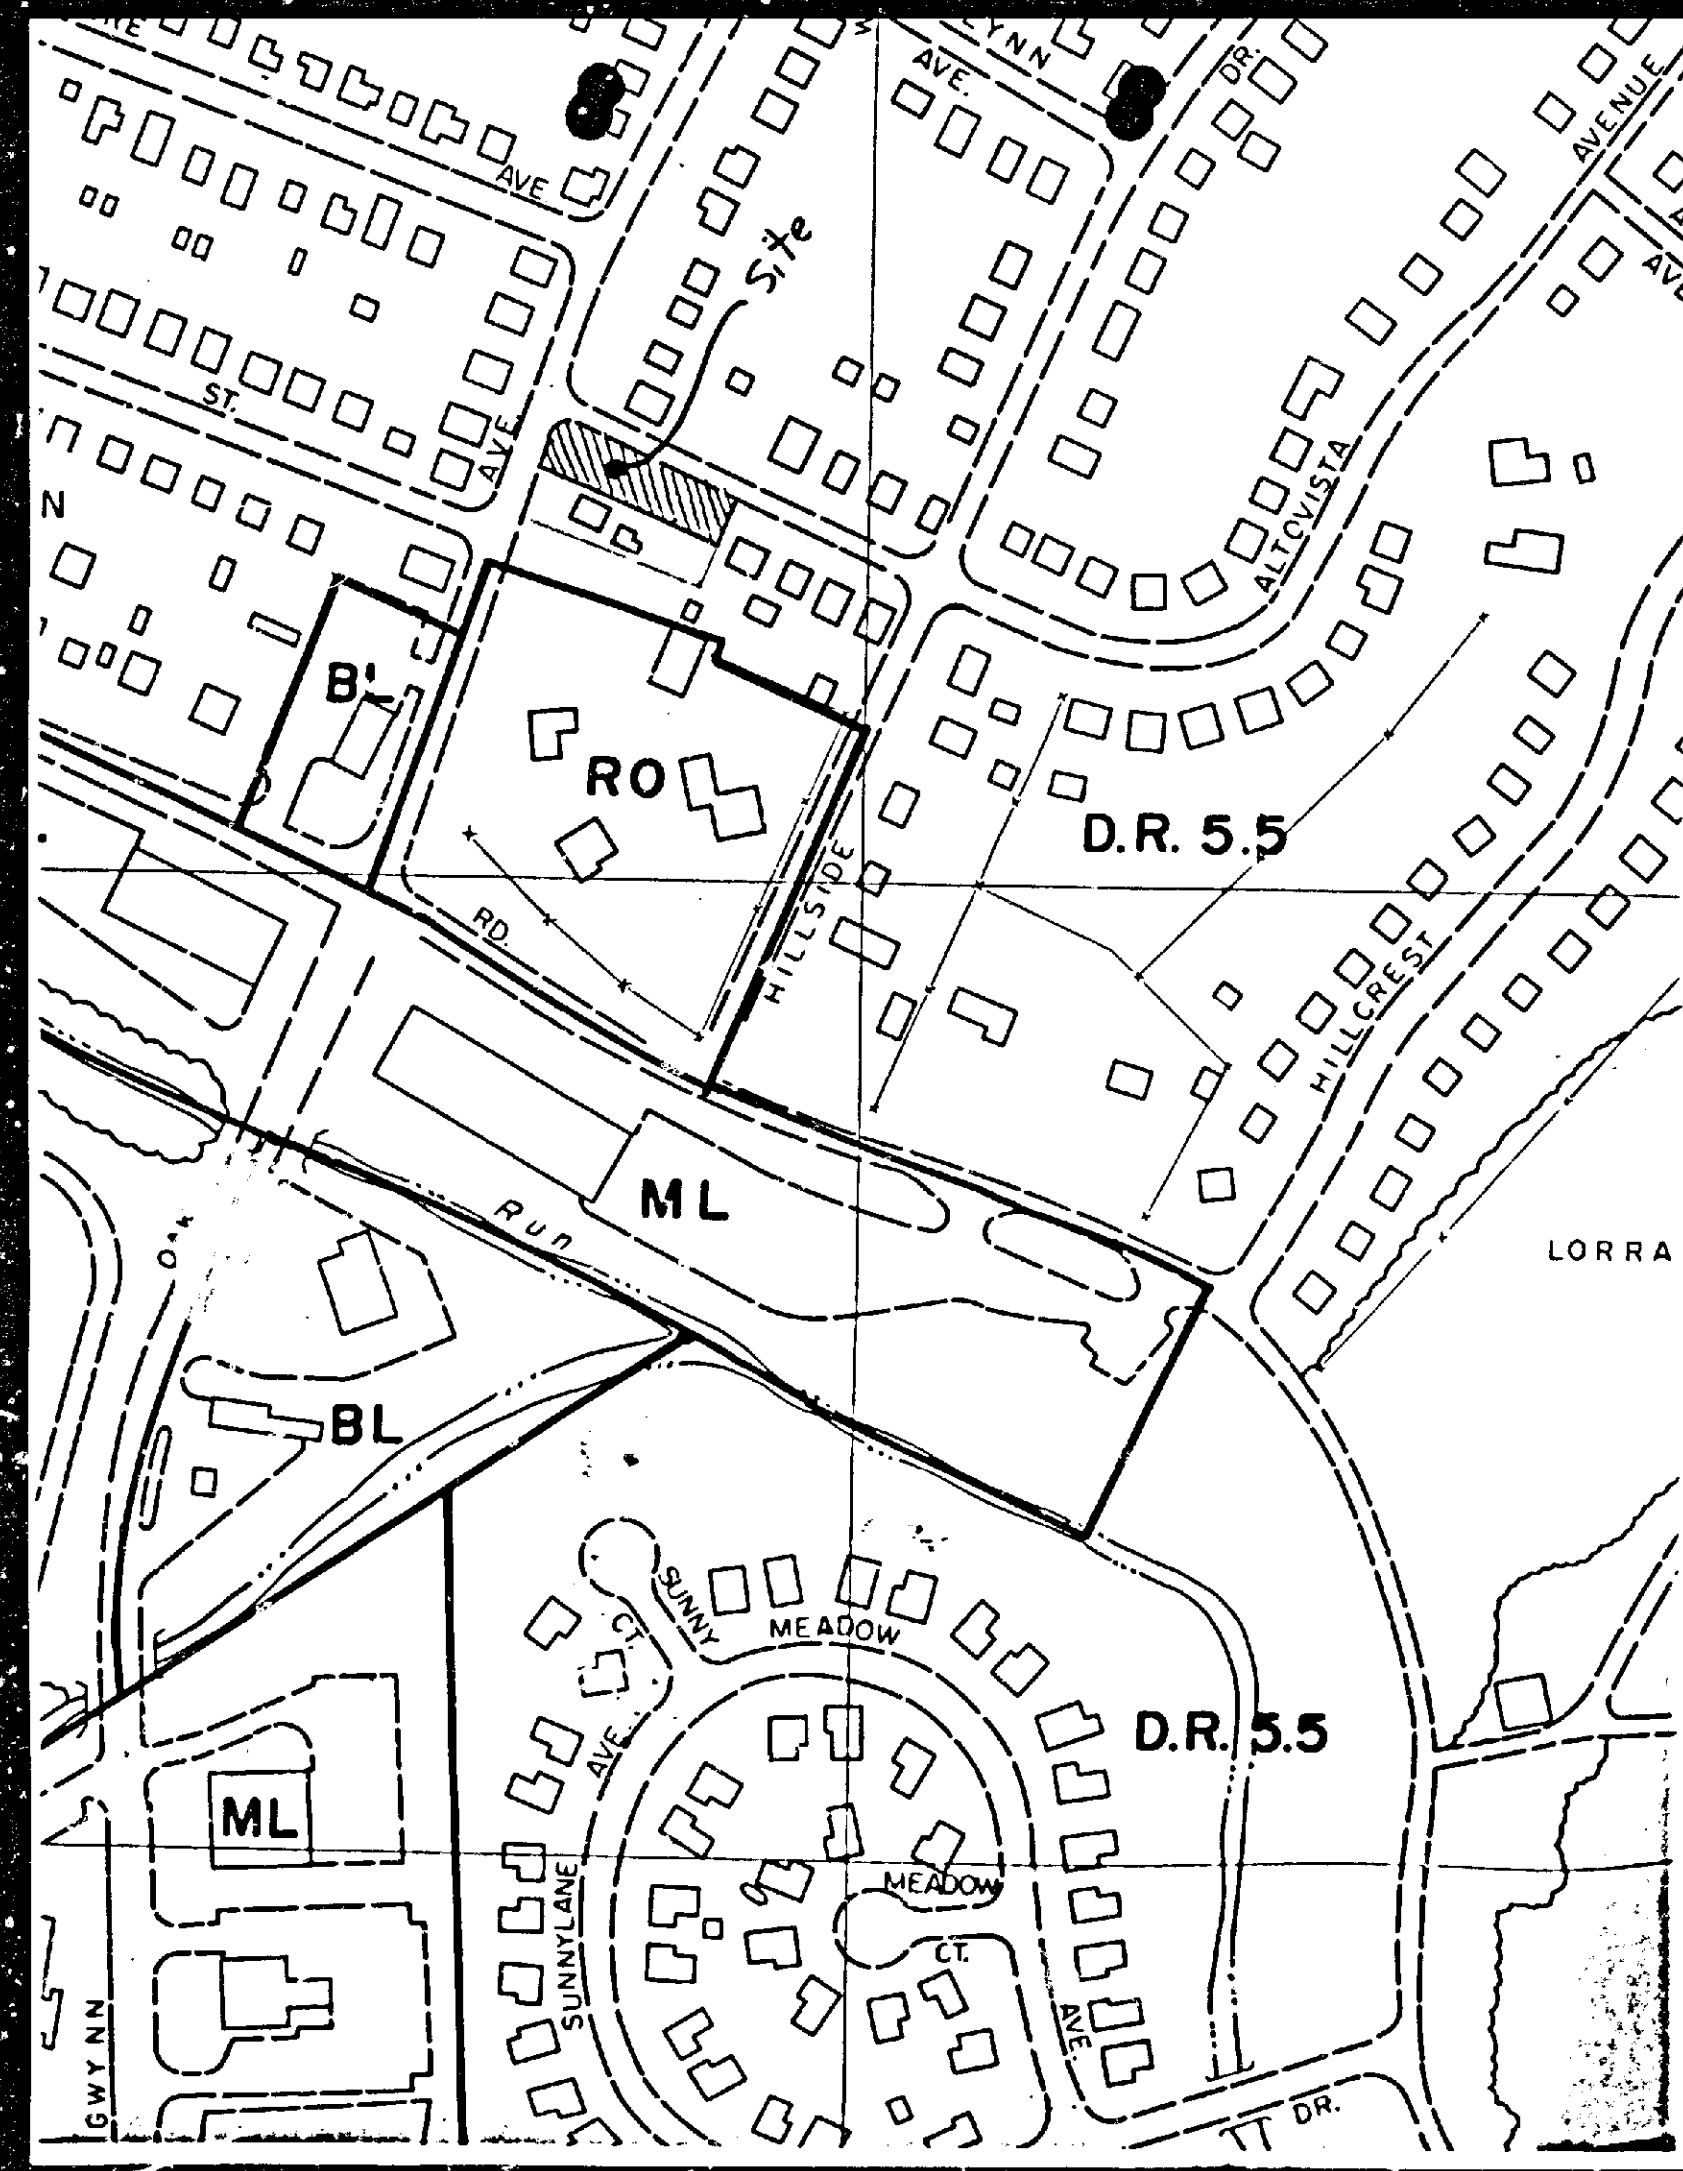 AVE.
LYNN
AVE.
DR.
AVENUE
AVE
Site
ST.
AVE.
N
ALTOVISTA
BL
RO
D.R. 5.5
RD.
HILLSIDE
HILLCREST
ML
Run
OAK
LORRA
BL
SUNNY
CT.
MEADOW
AVE.
D.R. 5.5
ML
MEADOW
CT.
SUNNYLANE
AVE.
GWYNN
DR.